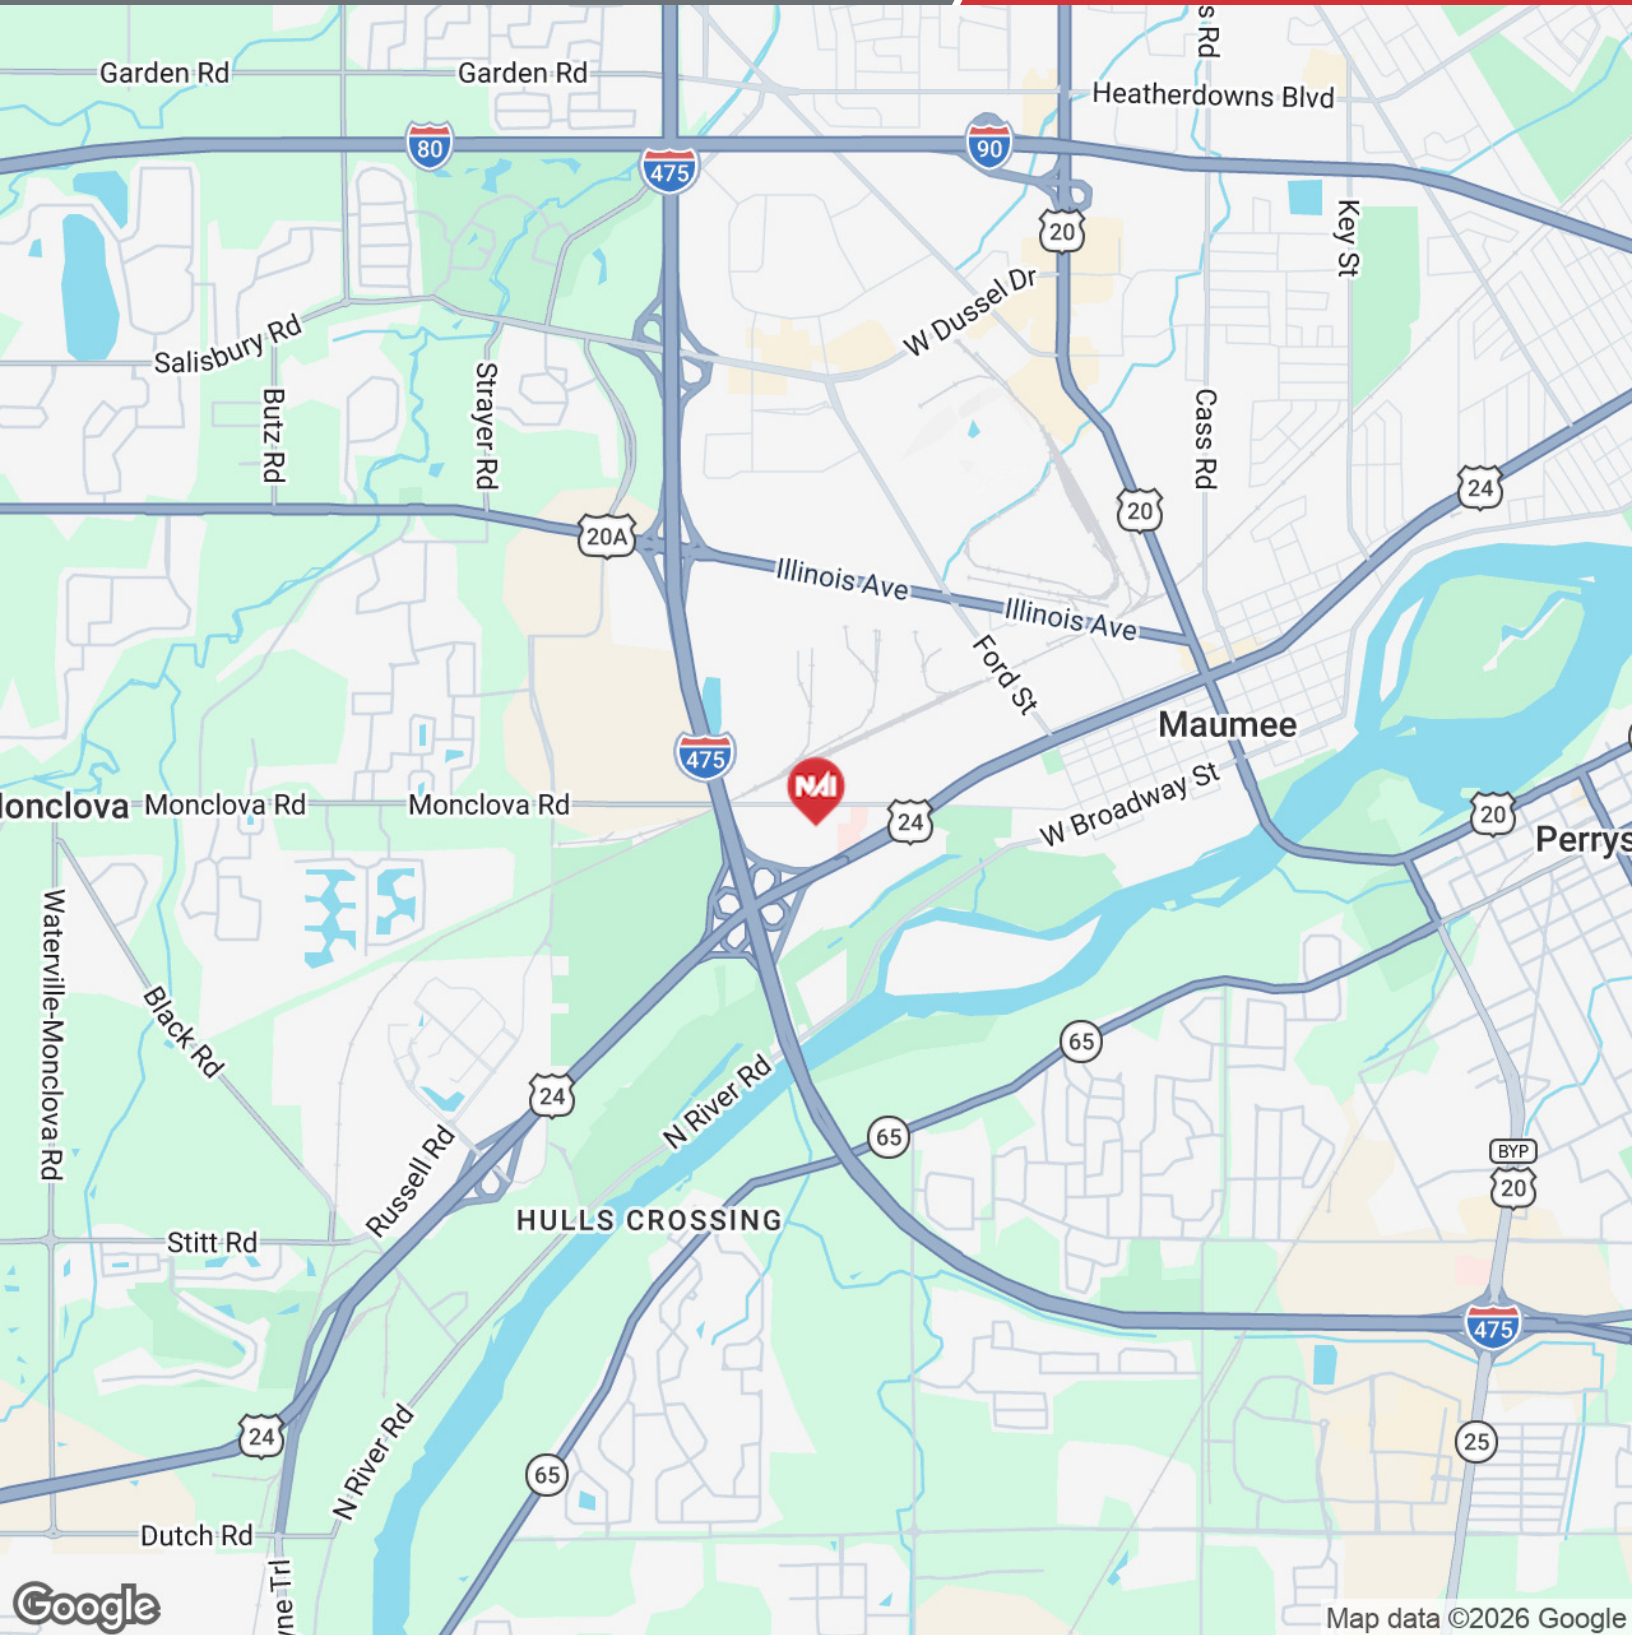 s Rd
Garden Rd
Garden Rd
Heatherdowns Blvd
80
90
475
20
Key St
W Dussel Dr
Salisbury Rd
Butz Rd
Strayer Rd
Cass Rd
24
20
20A
Illinois Ave
Illinois Ave
Ford St
Maumee
475
NAI
W Broadway St
lonclova
Monclova Rd
Monclova Rd
24
20
Perrys
Waterville-Monclova Rd
Black Rd
65
24
N River Rd
65
Russell Rd
BYP
20
HULLS CROSSING
Stitt Rd
475
24
N River Rd
65
25
Dutch Rd
yne Trl
Google
Map data ©2026 Google